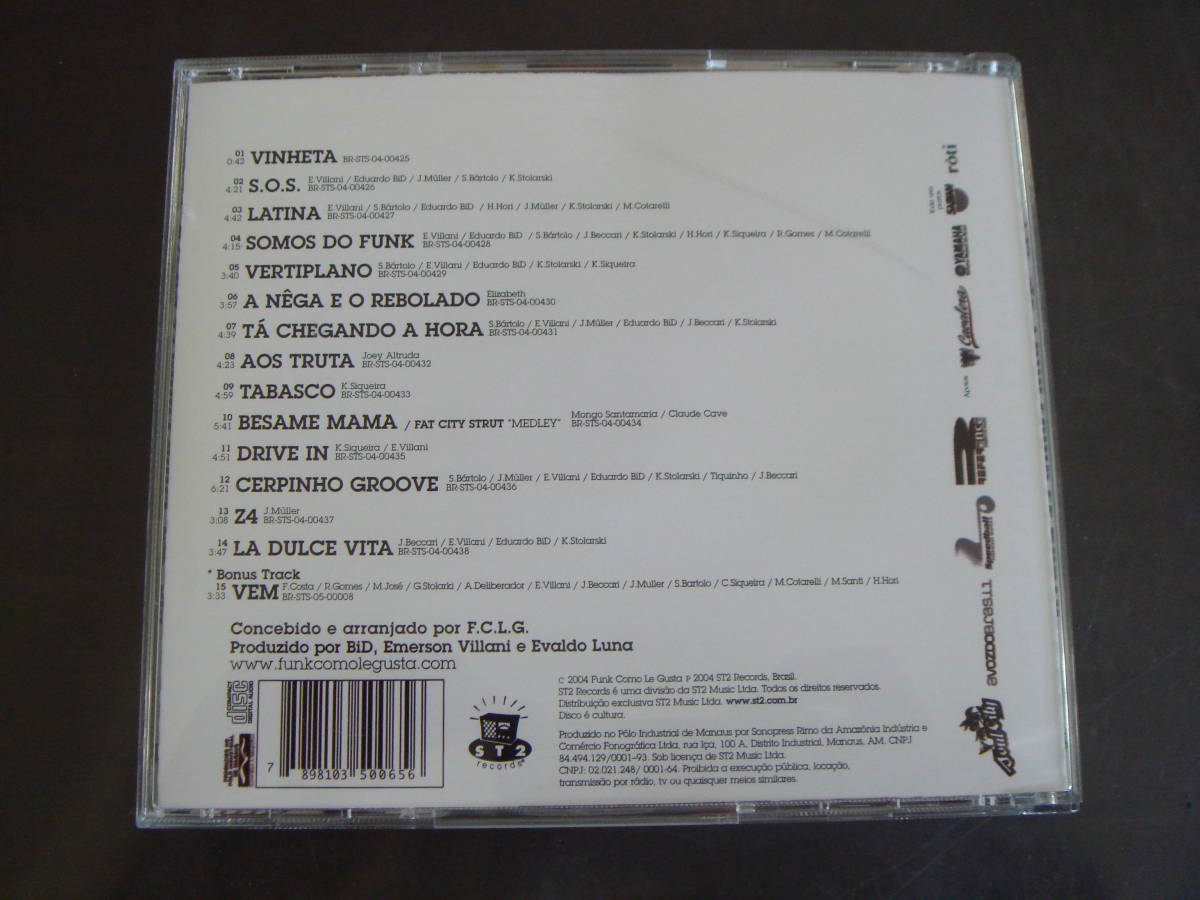 01 VINHETA BR-STS-04-00425
0:42
02 S.O.S. E.Villani / Eduardo BiD / J.Müller / S.Bártolo / K.Stolarski
4:21 BR-STS-04-00426
03 LATINA E.Villani / S.Bártolo / Eduardo BiD / H.Hori / J.Müller / K.Stolarski / M.Cotarelli
4:42 BR-STS-04-00427
04 SOMOS DO FUNK E.Villani / Eduardo BiD / S.Bártolo / J.Beccari / K.Stolarski / H.Hori / K.Siqueira / R.Gomes / M.Cotarelli
4:15 BR-STS-04-00428
05 VERTIPLANO S.Bártolo / E.Villani / Eduardo BiD / K.Stolarski / K.Siqueira
3:40 BR-STS-04-00429
06 A NÊGA E O REBOLADO Elizabeth
3:57 BR-STS-04-00430
07 TÁ CHEGANDO A HORA S.Bártolo / E.Villani / J.Müller / Eduardo BiD / J.Beccari / K.Stolarski
4:39 BR-STS-04-00431
08 AOS TRUTA Joey Altruda
4:23 BR-STS-04-00432
09 TABASCO K.Siqueira
4:59 BR-STS-04-00433
10 BESAME MAMA / FAT CITY STRUT "MEDLEY" Mongo Santamaria / Claude Cave
5:41 BR-STS-04-00434
11 DRIVE IN K.Siqueira / E.Villani
4:51 BR-STS-04-00435
12 CERPINHO GROOVE S.Bártolo / J.Müller / E.Villani / Eduardo BiD / K.Stolarski / Tiquinho / J.Beccari
6:21 BR-STS-04-00436
13 Z4 J.Müller
3:08 BR-STS-04-00437
14 LA DULCE VITA J.Beccari / E.Villani / Eduardo BiD / K.Stolarski
3:47 BR-STS-04-00438
* Bonus Track
15 VEM F.Costa / R.Gomes / M.José / G.Stolarki / A.Deliberador / E.Villani / J.Beccari / J.Muller / S.Bartolo / C.Siqueira / M.Cotarelli / M.Santi / H.Hori
3:33 BR-STS-05-00008
Concebido e arranjado por F.C.L.G.
Produzido por BiD, Emerson Villani e Evaldo Luna
www.funkcomolegusta.com
COMPACT
disc
DIGITAL AUDIO
7 898103 500656
ST2
records
C 2004 Funk Como Le Gusta P 2004 ST2 Records, Brasil.
ST2 Records é uma divisão da ST2 Music Ltda. Todos os direitos reservados.
Distribuição exclusiva ST2 Music Ltda. www.st2.com.br
Disco é cultura.
Produzido no Pólo Industrial de Manaus por Sonopress Rimo da Amazônia Indústria e
Comércio Fonográfica Ltda, rua Iça, 100 A. Distrito Industrial, Manaus, AM. CNPJ
84.494.129/0001-93. Sob licença de ST2 Music Ltda.
CNPJ: 02.021.248/ 0001-64. Proibida a execução pública, locação,
transmissão por rádio, tv ou quaisquer meios similares.
ròti
YAMAHA
Cavalera
Apoios
Soul City